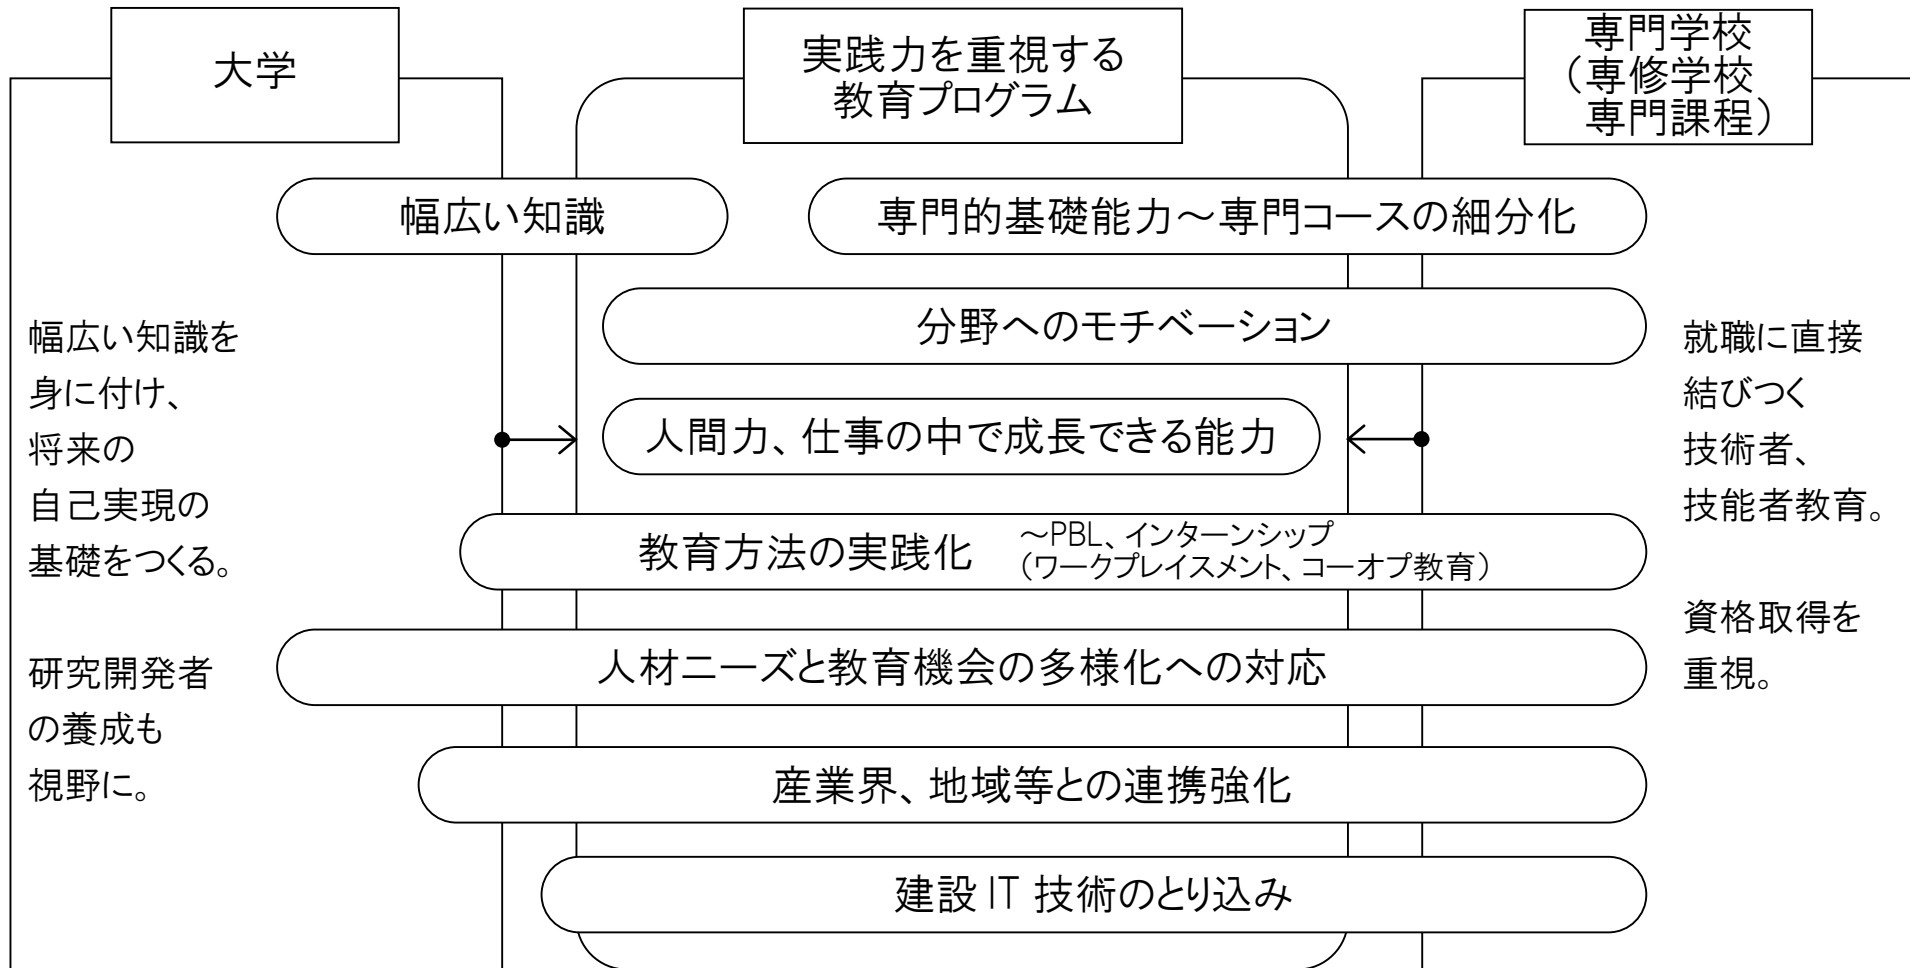 大学
実践力を重視する
教育プログラム
専門学校
（専修学校
専門課程）
幅広い知識
専門的基礎能力～専門コースの細分化
分野へのモチベーション
人間力、仕事の中で成長できる能力
教育方法の実践化
～PBL、インターンシップ
（ワークプレイスメント、コーオプ教育）
人材ニーズと教育機会の多様化への対応
産業界、地域等との連携強化
建設 IT 技術のとり込み
幅広い知識を
身に付け、
将来の
自己実現の
基礎をつくる。
研究開発者
の養成も
視野に。
就職に直接
結びつく
技術者、
技能者教育。
資格取得を
重視。